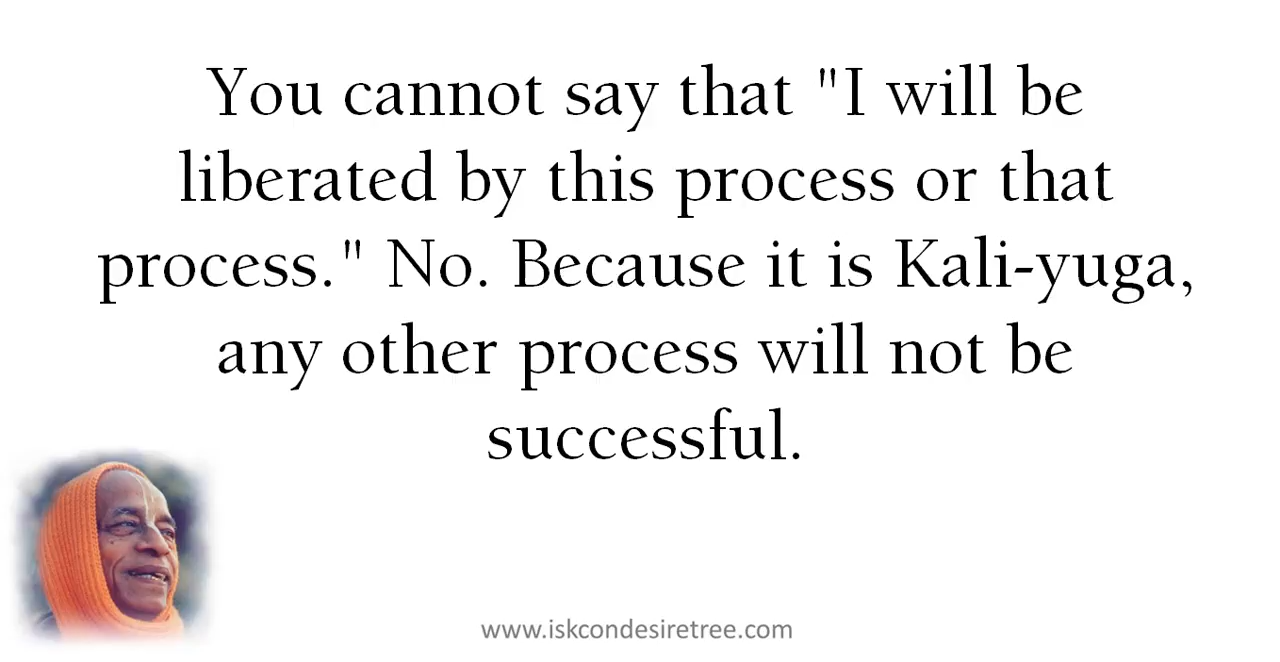 You cannot say that "I will be
liberated by this process or that
process." No. Because it is Kali-yuga,
any other process will not be
successful.
www.iskcondesiretree.com